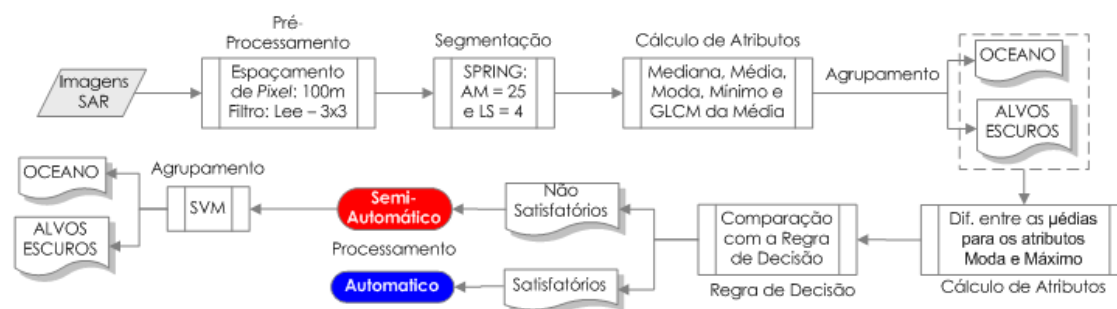 Pré-
Processamento
Segmentação
Cálculo de Atributos
Imagens
SAR
Espaçamento
de Pixel: 100m
Filtro: Lee – 3x3
SPRING:
AM = 25
e LS = 4
Mediana, Média,
Moda, Mínimo e
GLCM da Média
Agrupamento
OCEANO
ALVOS
ESCUROS
OCEANO
ALVOS
ESCUROS
Agrupamento
SVM
Semi-
Automático
Processamento
Automatico
Não
Satisfatórios
Satisfatórios
Comparação
com a Regra
de Decisão
Regra de Decisão
Dif. entre as µédias
para os atributos
Moda e Máximo
Cálculo de Atributos